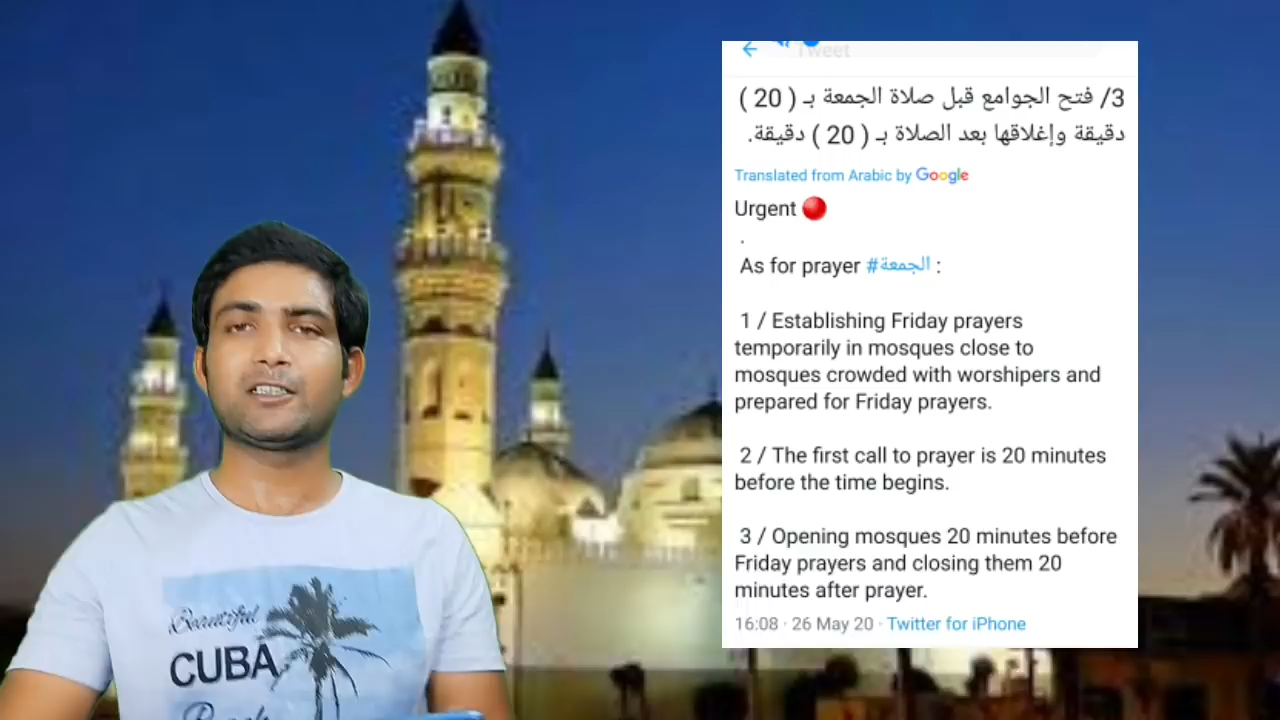 Tweet
3/ فتح الجوامع قبل صلاة الجمعة بـ ( 20 )
دقيقة وإغلاقها بعد الصلاة بـ ( 20 ) دقيقة.
Translated from Arabic by Google
Urgent 🔴
.
As for prayer #الجمعة :
1 / Establishing Friday prayers
temporarily in mosques close to
mosques crowded with worshipers and
prepared for Friday prayers.
2 / The first call to prayer is 20 minutes
before the time begins.
3 / Opening mosques 20 minutes before
Friday prayers and closing them 20
minutes after prayer.
16:08 · 26 May 20 · Twitter for iPhone
Beautiful
CUBA